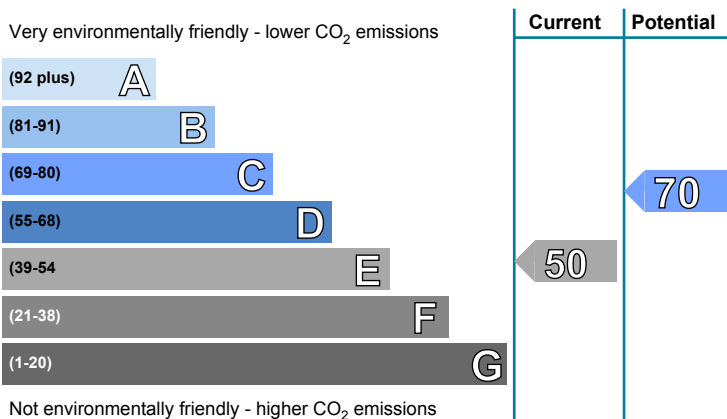 Current Potential
Very environmentally friendly - lower CO₂ emissions
(92 plus) A
(81-91) B
(69-80) C
70
(55-68) D
(39-54 E
50
(21-38) F
(1-20) G
Not environmentally friendly - higher CO₂ emissions